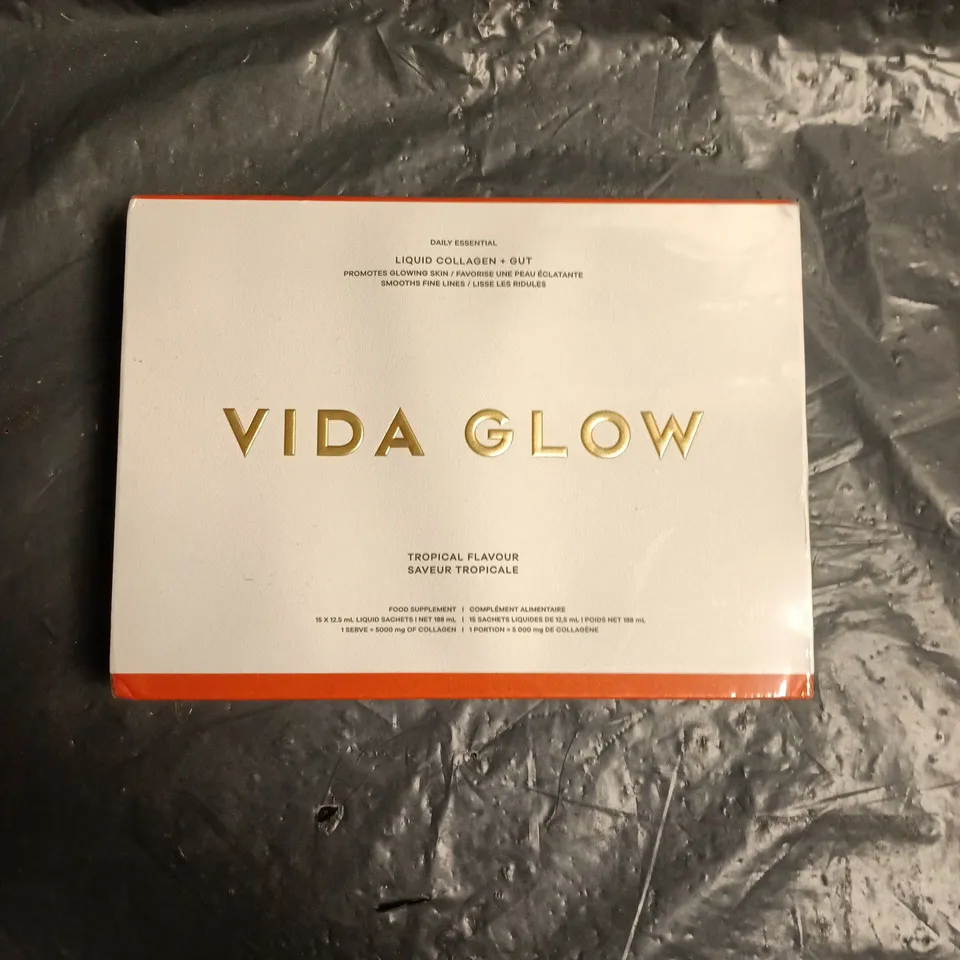 DAILY ESSENTIAL
LIQUID COLLAGEN + GUT
PROMOTES GLOWING SKIN / FAVORISE UNE PEAU ÉCLATANTE
SMOOTHS FINE LINES / LISSE LES RIDULES
VIDA GLOW
TROPICAL FLAVOUR
SAVEUR TROPICALE
FOOD SUPPLEMENT | COMPLÉMENT ALIMENTAIRE
15 X 12.5 mL LIQUID SACHETS | NET 188 mL | 15 SACHETS LIQUIDES DE 12,5 mL | POIDS NET 188 mL
1 SERVE = 5000 mg OF COLLAGEN | 1 PORTION = 5 000 mg DE COLLAGÈNE